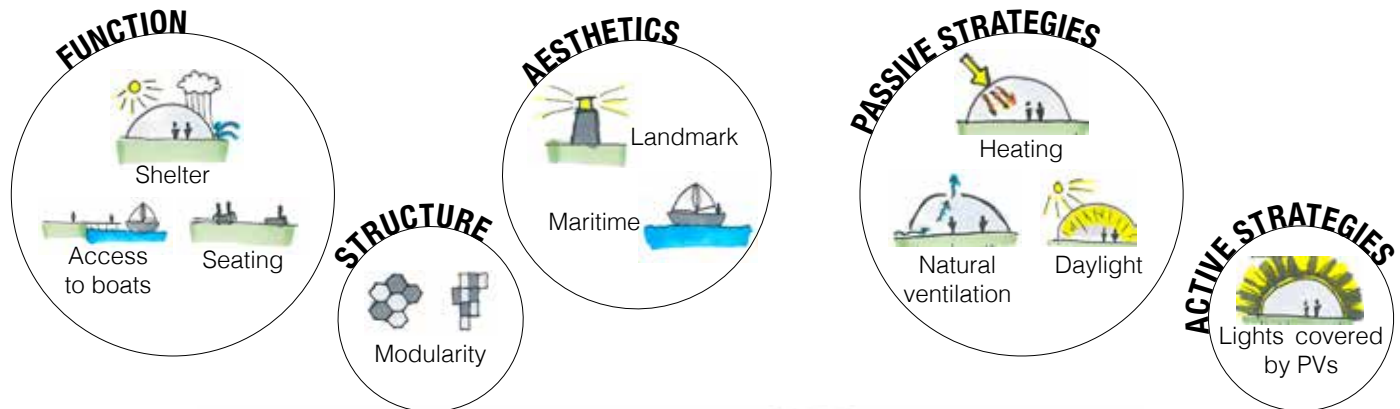 FUNCTION
Shelter
Access
to boats
Seating
STRUCTURE
Modularity
AESTHETICS
Landmark
Maritime
PASSIVE STRATEGIES
Heating
Natural
ventilation
Daylight
ACTIVE STRATEGIES
Lights covered
by PVs